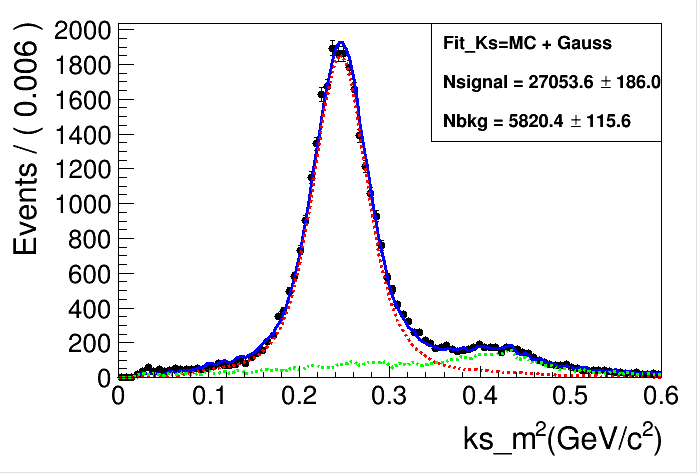 Events / ( 0.006 )
2000
1800
1600
1400
1200
1000
800
600
400
200
0
Fit_Ks=MC + Gauss
Nsignal = 27053.6 ± 186.0
Nbkg = 5820.4 ± 115.6
0 0.1 0.2 0.3 0.4 0.5 0.6
ks_m²(GeV/c²)